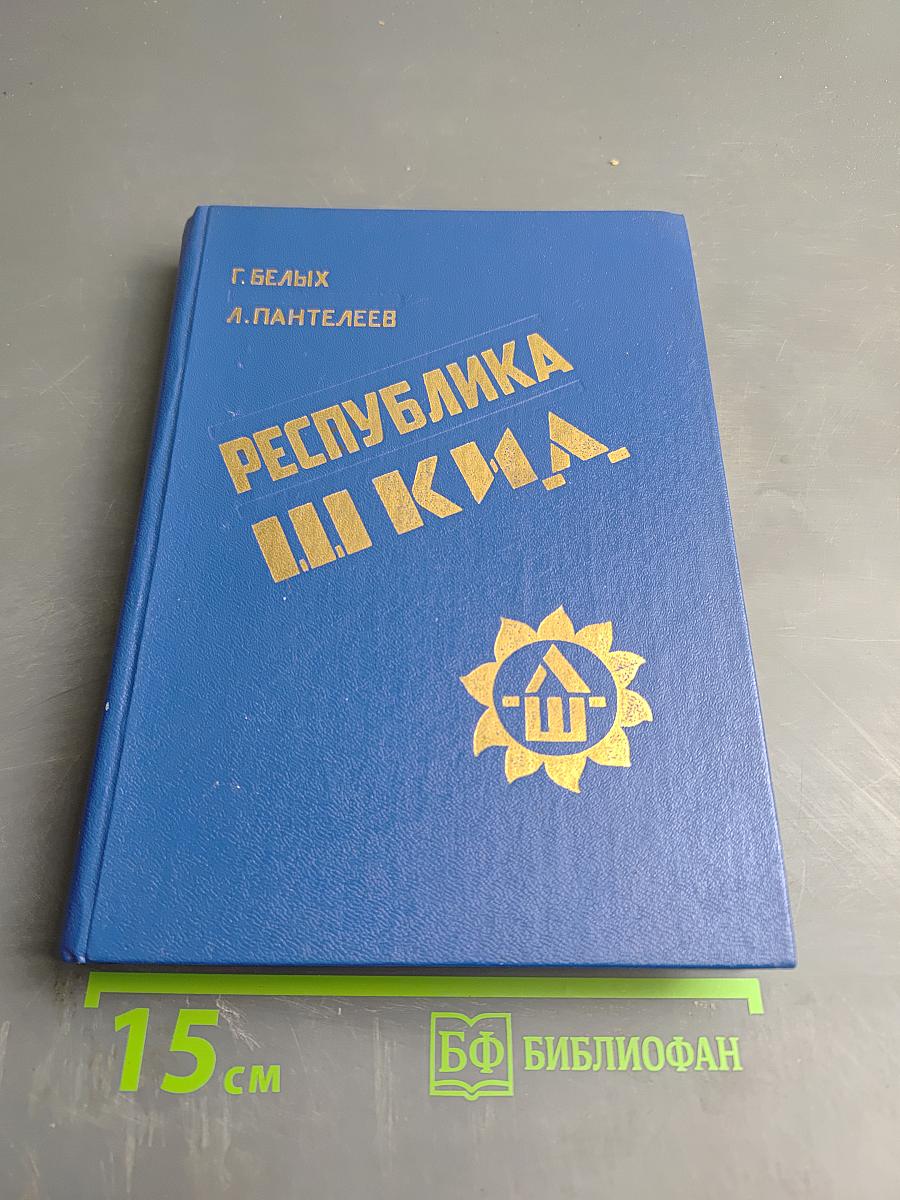 Г. БЕЛЫХ
Л. ПАНТЕЛЕЕВ
РЕСПУБЛИКА
ШКИД
"Ш"
15 см
БФ БИБЛИОФАН